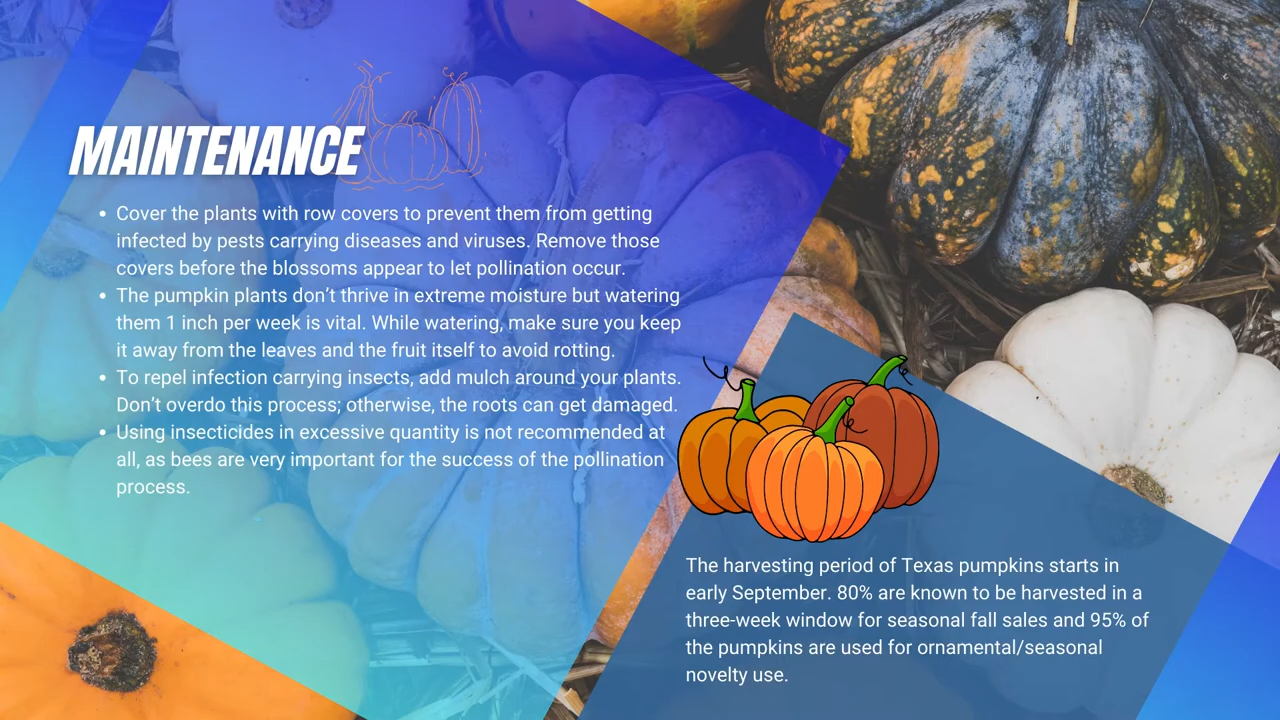 MAINTENANCE
• Cover the plants with row covers to prevent them from getting
infected by pests carrying diseases and viruses. Remove those
covers before the blossoms appear to let pollination occur.
• The pumpkin plants don’t thrive in extreme moisture but watering
them 1 inch per week is vital. While watering, make sure you keep
it away from the leaves and the fruit itself to avoid rotting.
• To repel infection carrying insects, add mulch around your plants.
Don’t overdo this process; otherwise, the roots can get damaged.
• Using insecticides in excessive quantity is not recommended at
all, as bees are very important for the success of the pollination
process.
The harvesting period of Texas pumpkins starts in
early September. 80% are known to be harvested in a
three-week window for seasonal fall sales and 95% of
the pumpkins are used for ornamental/seasonal
novelty use.